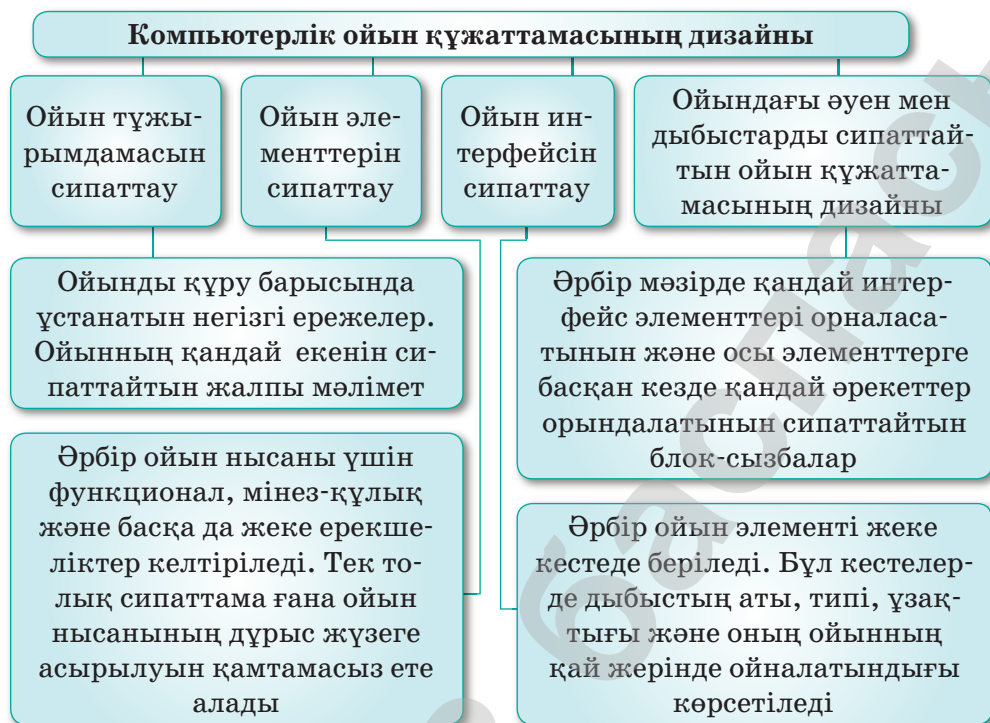 Компьютерлік ойын құжаттамасының дизайны
Ойын тұжы-
рымдамасын
сипаттау
Ойын эле-
менттерін
сипаттау
Ойын ин-
терфейсін
сипаттау
Ойындағы әуен мен
дыбыстарды сипаттай-
тын ойын құжатта-
масының дизайны
Ойынды құру барысында
ұстанатын негізгі ережелер.
Ойынның қандай екенін си-
паттайтын жалпы мәлімет
Әрбір мәзірде қандай интер-
фейс элементтері орналаса-
тынын және осы элементтерге
басқан кезде қандай әрекеттер
орындалатынын сипаттайтын
блок-сызбалар
Әрбір ойын нысаны үшін
функционал, мінез-құлық
және басқа да жеке ерекше-
ліктер келтіріледі. Тек то-
лық сипаттама ғана ойын
нысанының дұрыс жүзеге
асырылуын қамтамасыз ете
алады
Әрбір ойын элементі жеке
кестеде беріледі. Бұл кестелер-
де дыбыстың аты, типі, ұзақ-
тығы және оның ойынның
қай жерінде ойналатындығы
көрсетіледі
баспас